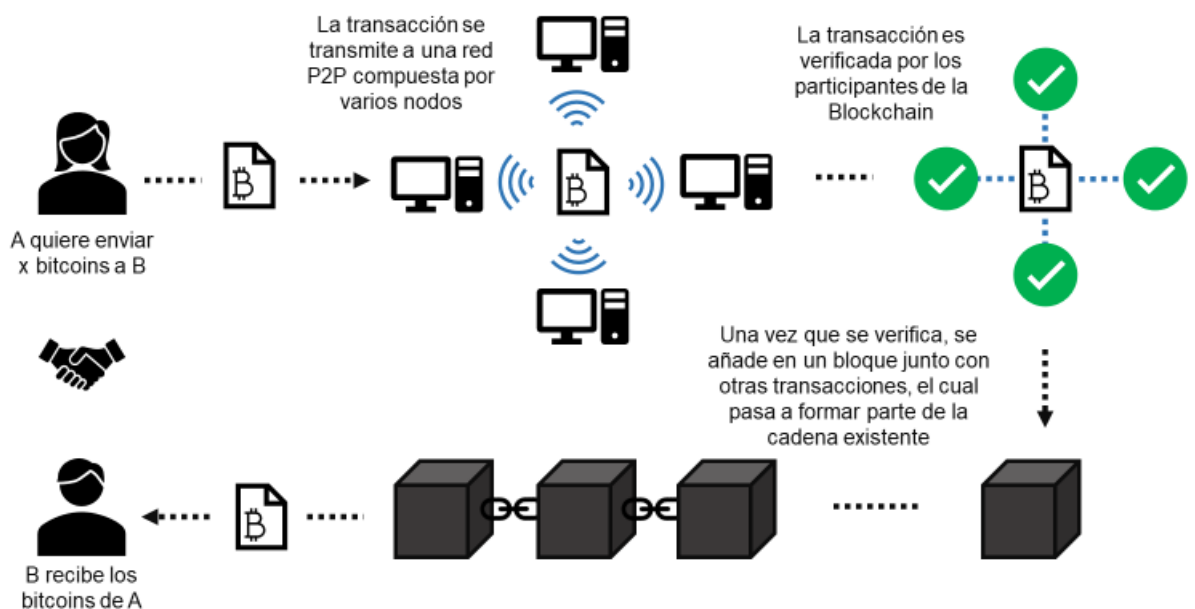 La transacción se
transmite a una red
P2P compuesta por
varios nodos
La transacción es
verificada por los
participantes de la
Blockchain
A quiere enviar
x bitcoins a B
Una vez que se verifica, se
añade en un bloque junto con
otras transacciones, el cual
pasa a formar parte de la
cadena existente
B recibe los
bitcoins de A